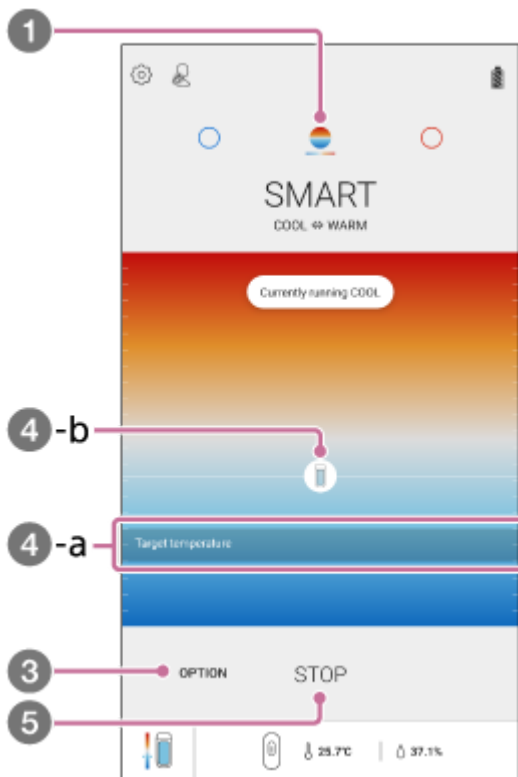 1
SMART
COOL ⇔ WARM
Currently running COOL
4-b
4-a
Target temperature
3
OPTION
STOP
5
25.7℃ 37.1%